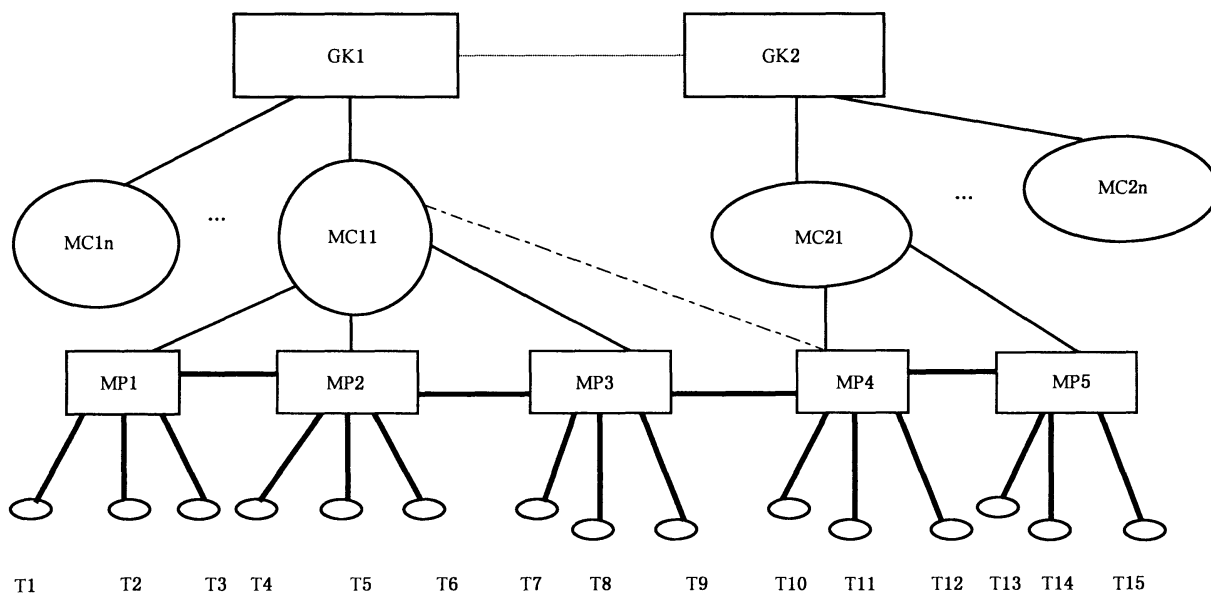 GK1
GK2
MC1n
...
MC11
MC21
...
MC2n
MP1
MP2
MP3
MP4
MP5
T1
T2
T3
T4
T5
T6
T7
T8
T9
T10
T11
T12
T13
T14
T15